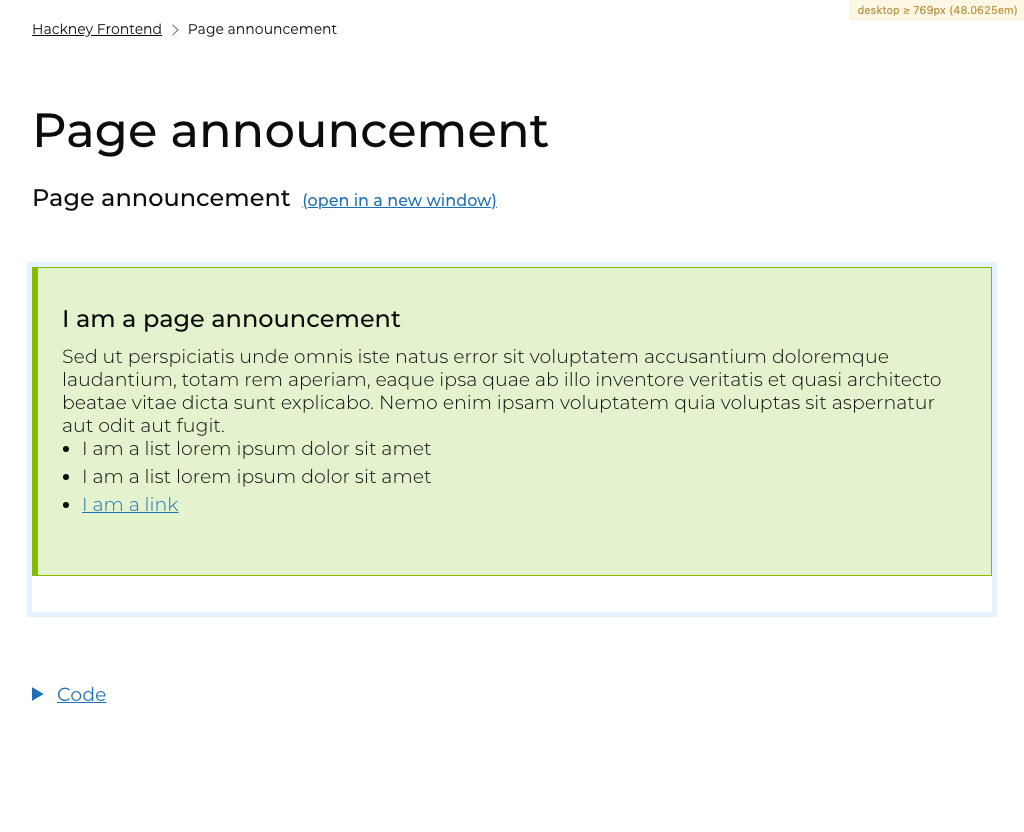 desktop ≥ 769px (48.0625em)
Hackney Frontend > Page announcement
Page announcement
Page announcement (open in a new window)
I am a page announcement
Sed ut perspiciatis unde omnis iste natus error sit voluptatem accusantium doloremque
laudantium, totam rem aperiam, eaque ipsa quae ab illo inventore veritatis et quasi architecto
beatae vitae dicta sunt explicabo. Nemo enim ipsam voluptatem quia voluptas sit aspernatur
aut odit aut fugit.
• I am a list lorem ipsum dolor sit amet
• I am a list lorem ipsum dolor sit amet
• I am a link
Code